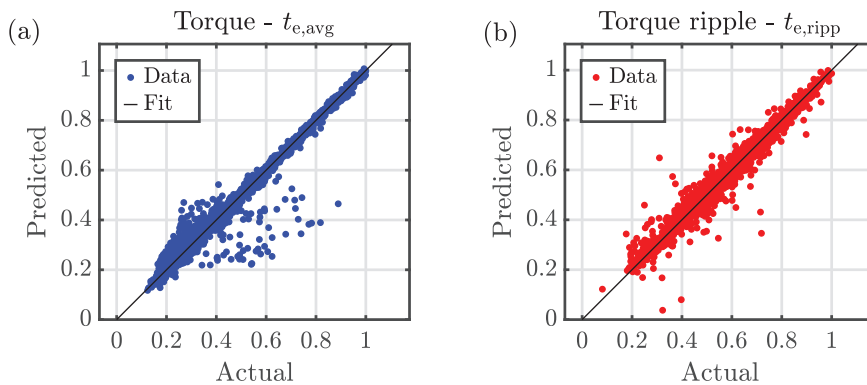 (a)
Torque - t_e,avg
Data
Fit
1
0.8
0.6
0.4
0.2
0
Predicted
0 0.2 0.4 0.6 0.8 1
Actual
(b)
Torque ripple - t_e,ripp
Data
Fit
1
0.8
0.6
0.4
0.2
0
Predicted
0 0.2 0.4 0.6 0.8 1
Actual